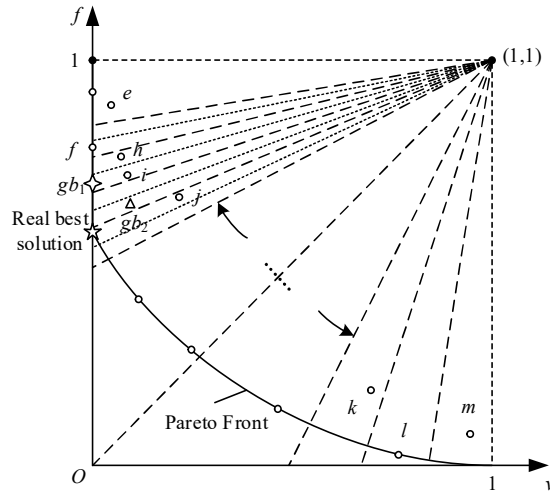 f
1
(1,1)
e
f
h
i
gb1
j
gb2
Real best
solution
k
m
Pareto Front
l
O
1